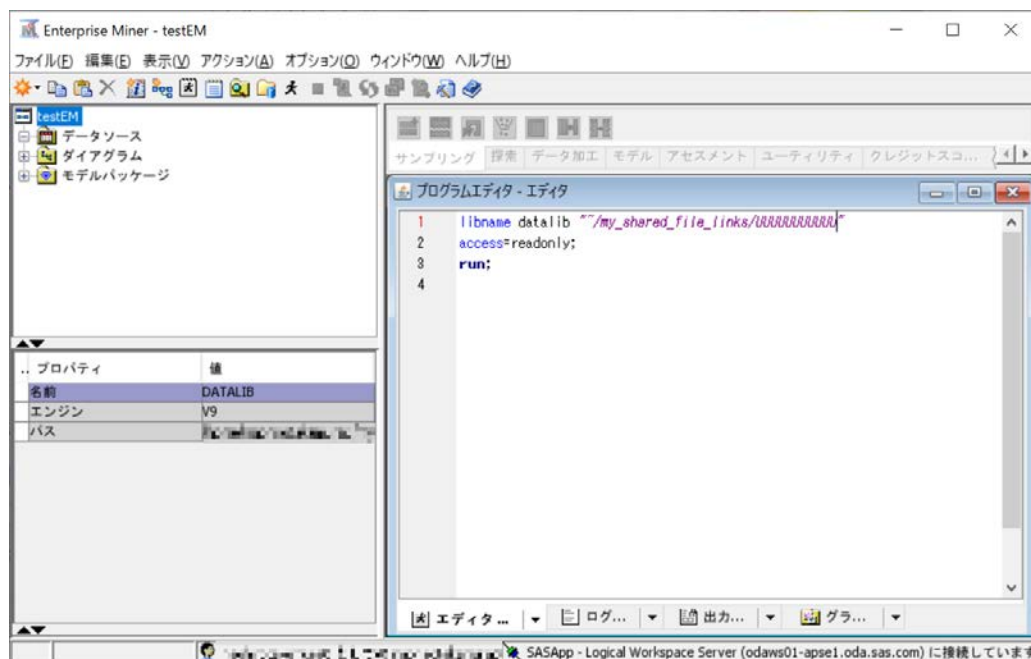 Enterprise Miner - testEM
ファイル(F) 編集(E) 表示(V) アクション(A) オプション(O) ウィンドウ(W) ヘルプ(H)
testEM
データソース
ダイアグラム
モデルパッケージ
サンプリング 探索 データ加工 モデル アセスメント ユーティリティ クレジットスコ...
プログラムエディタ - エディタ
1 libname datalib "~/my_shared_file_links/UUUUUUUUUUU"
2 access=readonly;
3 run;
4
.. プロパティ 値
名前 DATALIB
エンジン V9
パス
エディタ... ログ... 出力... グラ...
SASApp - Logical Workspace Server (odaws01-apse1.oda.sas.com) に接続しています